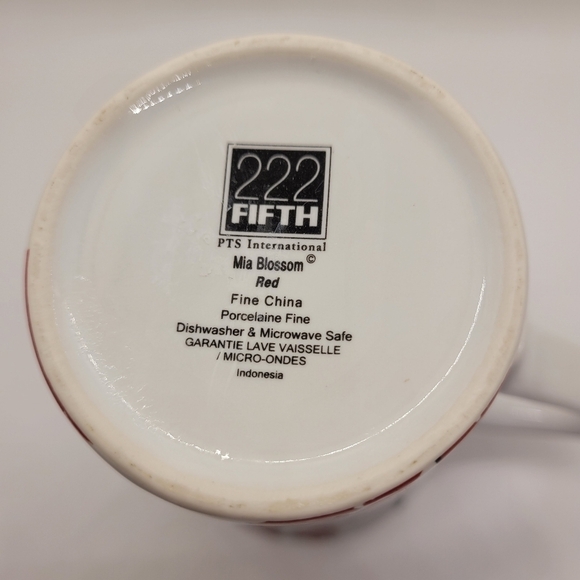 222
FIFTH
PTS International
Mia Blossom ©
Red
Fine China
Porcelaine Fine
Dishwasher & Microwave Safe
GARANTIE LAVE VAISSELLE
/ MICRO-ONDES
Indonesia